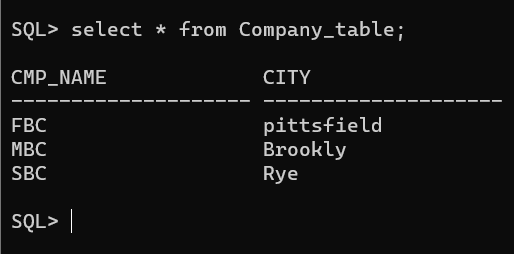 SQL> select * from Company_table;
CMP_NAME             CITY
-------------------- --------------------
FBC                  pittsfield
MBC                  Brookly
SBC                  Rye
SQL>